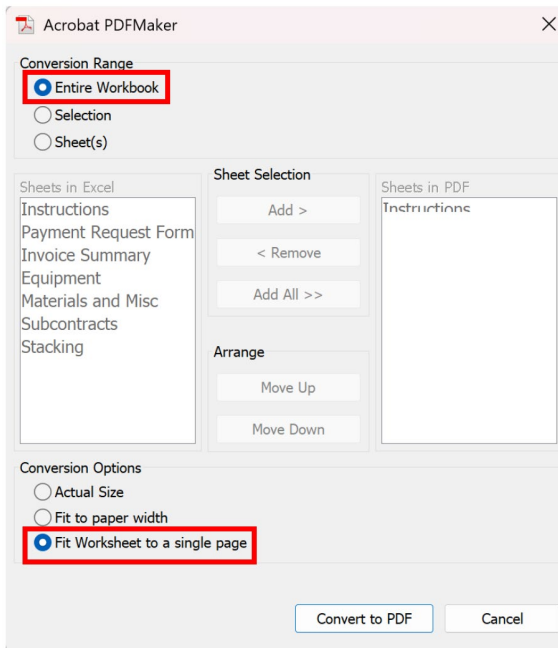 Acrobat PDFMaker
Conversion Range
Entire Workbook
Selection
Sheet(s)
Sheets in Excel
Instructions
Payment Request Form
Invoice Summary
Equipment
Materials and Misc
Subcontracts
Stacking
Sheet Selection
Add >
< Remove
Add All >>
Arrange
Move Up
Move Down
Sheets in PDF
Instructions
Conversion Options
Actual Size
Fit to paper width
Fit Worksheet to a single page
Convert to PDF
Cancel